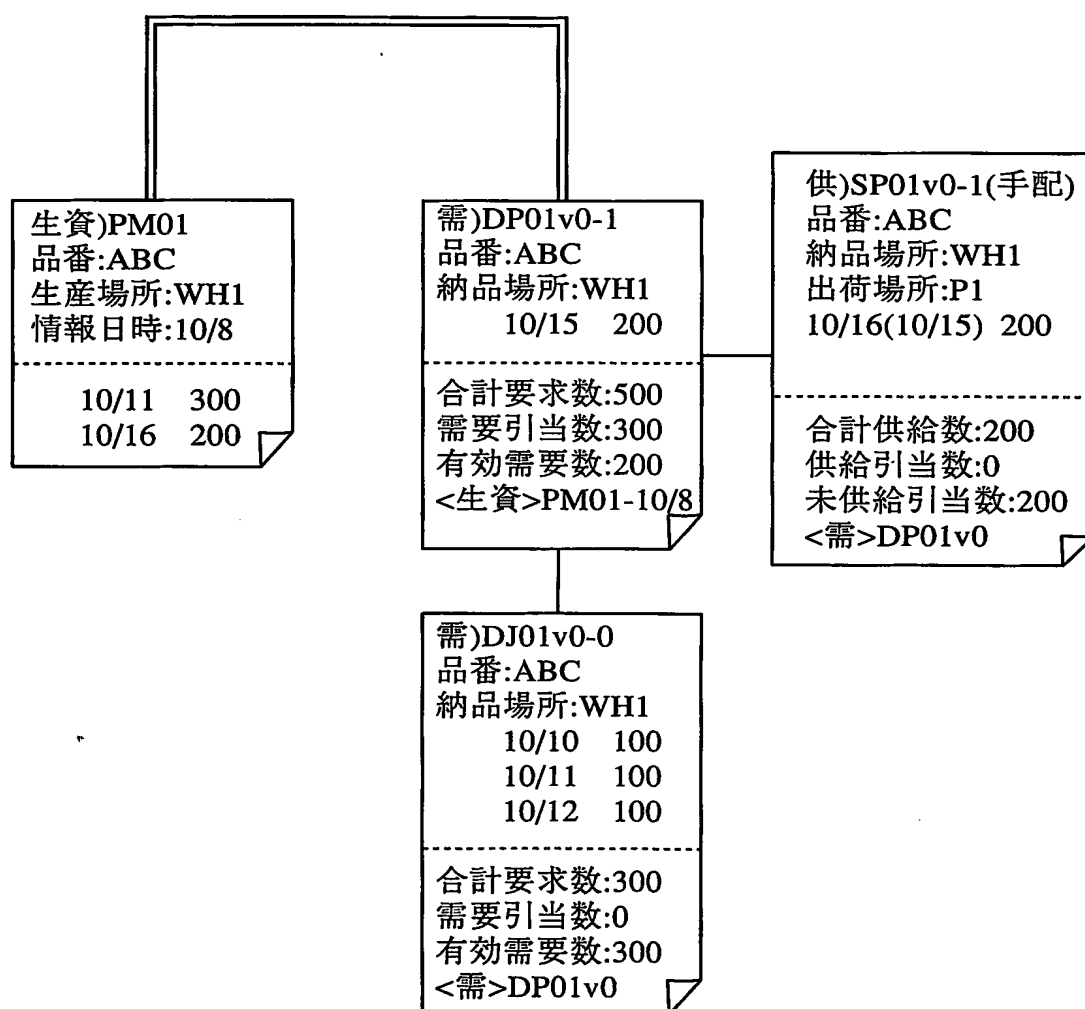 生資)PM01
品番:ABC
生産場所:WH1
情報日時:10/8
10/11 300
10/16 200
需)DP01v0-1
品番:ABC
納品場所:WH1
10/15 200
合計要求数:500
需要引当数:300
有効需要数:200
<生資>PM01-10/8
供)SP01v0-1(手配)
品番:ABC
納品場所:WH1
出荷場所:P1
10/16(10/15) 200
合計供給数:200
供給引当数:0
未供給引当数:200
<需>DP01v0
需)DJ01v0-0
品番:ABC
納品場所:WH1
10/10 100
10/11 100
10/12 100
合計要求数:300
需要引当数:0
有効需要数:300
<需>DP01v0